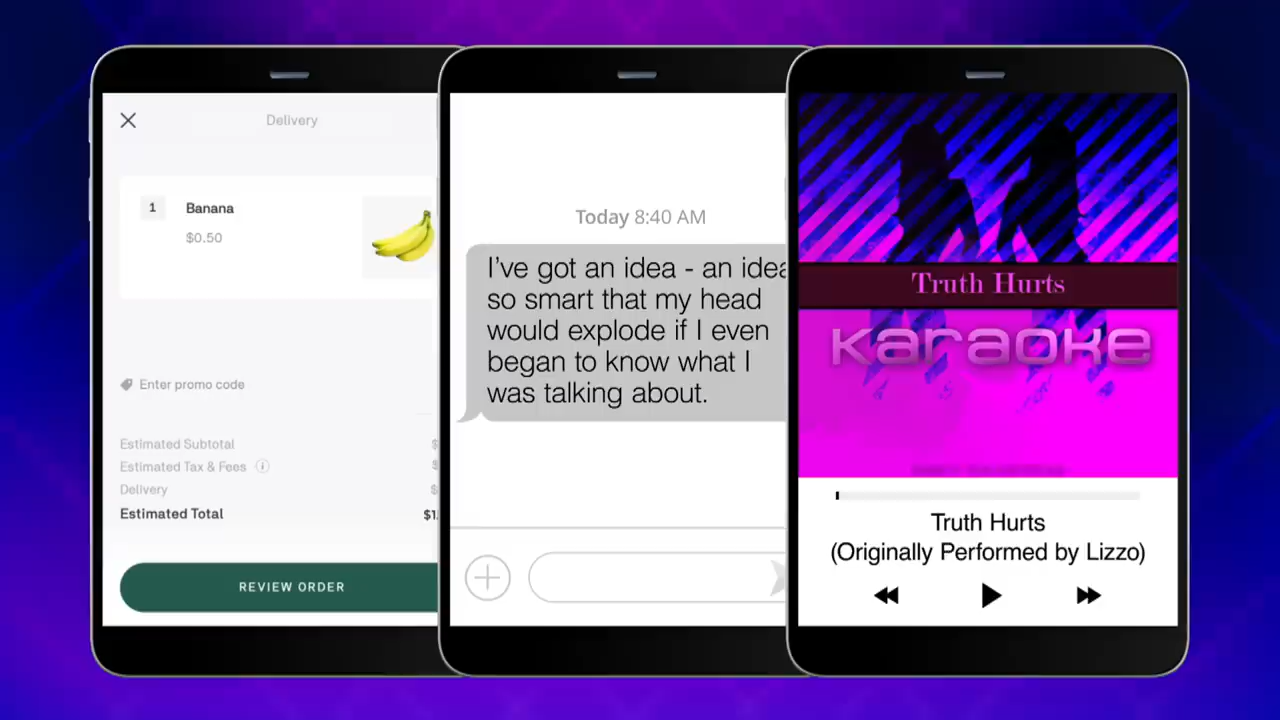 Delivery
1
Banana
$0.50
Enter promo code
Estimated Subtotal $
Estimated Tax & Fees i $
Delivery $
Estimated Total $1.
REVIEW ORDER
Today 8:40 AM
I've got an idea - an idea
so smart that my head
would explode if I even
began to know what I
was talking about.
Truth Hurts
karaoke
Truth Hurts
(Originally Performed by Lizzo)